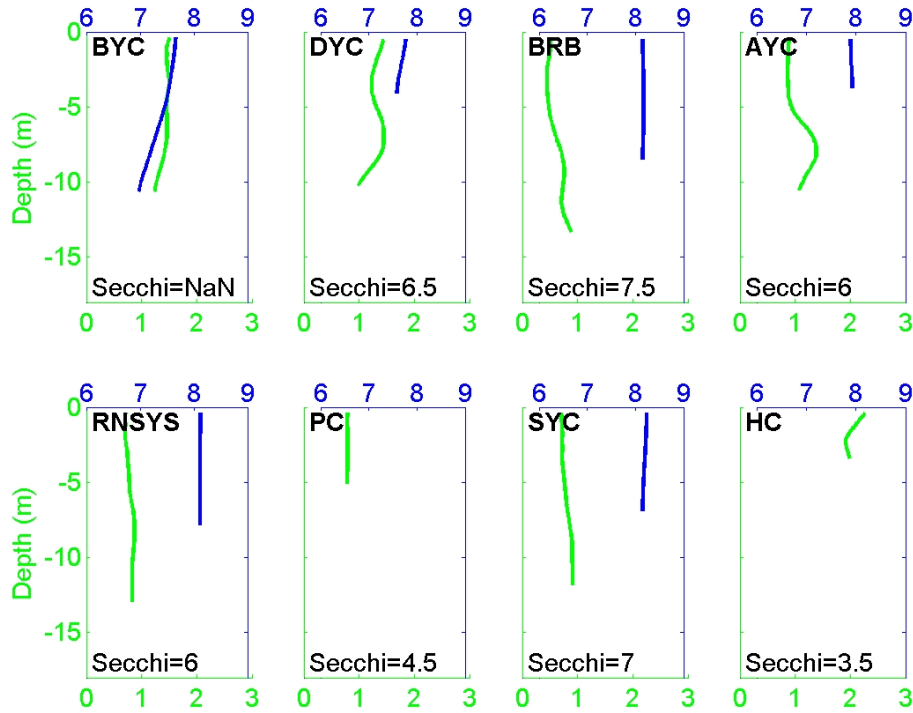 6 7 8 9 6 7 8 9 6 7 8 9 6 7 8 9
0 BYC DYC BRB AYC
-5
Depth (m)
-10
-15
Secchi=NaN Secchi=6.5 Secchi=7.5 Secchi=6
0 1 2 3 0 1 2 3 0 1 2 3 0 1 2 3
6 7 8 9 6 7 8 9 6 7 8 9 6 7 8 9
0 RNSYS PC SYC HC
-5
Depth (m)
-10
-15
Secchi=6 Secchi=4.5 Secchi=7 Secchi=3.5
0 1 2 3 0 1 2 3 0 1 2 3 0 1 2 3